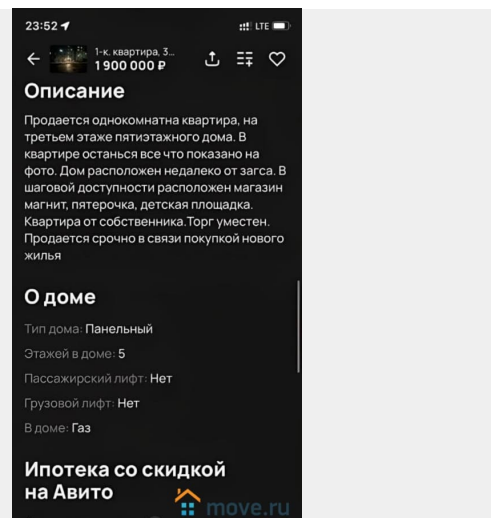 23:52
LTE
1-к. квартира, 3...
1 900 000 ₽
Описание
Продается однокомнатна квартира, на
третьем этаже пятиэтажного дома. В
квартире останься все что показано на
фото. Дом расположен недалеко от загса. В
шаговой доступности расположен магазин
магнит, пятерочка, детская площадка.
Квартира от собственника.Торг уместен.
Продается срочно в связи покупкой нового
жилья
О доме
Тип дома: Панельный
Этажей в доме: 5
Пассажирский лифт: Нет
Грузовой лифт: Нет
В доме: Газ
Ипотека со скидкой
на Авито
move.ru